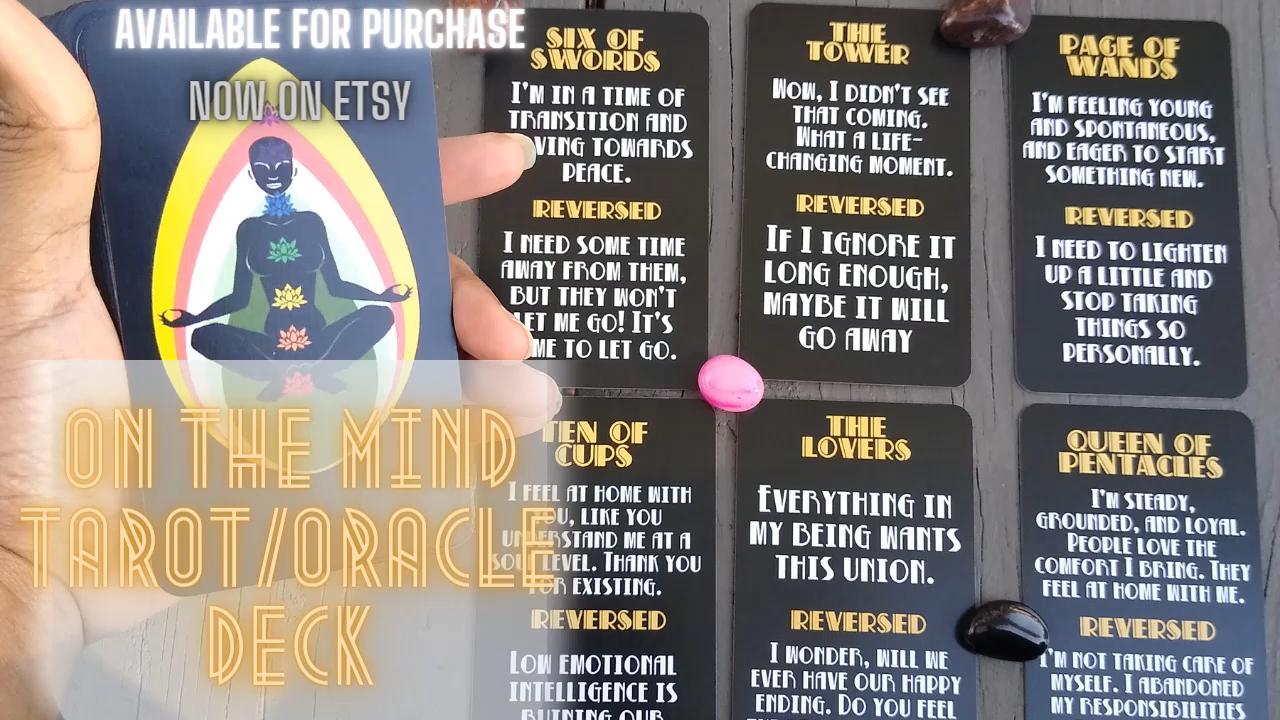 AVAILABLE FOR PURCHASE
NOW ON ETSY
ON THE MIND
TAROT/ORACLE
DECK
SIX OF
SWORDS
I'M IN A TIME OF
TRANSITION AND
TOWARDS
PEACE.
REVERSED
I NEED SOME TIME
AWAY FROM THEM,
BUT THEY WON'T
LET ME GO! IT'S
TO LET GO.
THE
TOWER
WOW, I DIDN'T SEE
THAT COMING.
WHAT A LIFE-
CHANGING MOMENT.
REVERSED
IF I IGNORE IT
LONG ENOUGH,
MAYBE IT WILL
GO AWAY
PAGE OF
WANDS
I'M FEELING YOUNG
AND SPONTANEOUS,
AND EAGER TO START
SOMETHING NEW.
REVERSED
I NEED TO LIGHTEN
UP A LITTLE AND
STOP TAKING
THINGS SO
PERSONALLY.
TEN OF
CUPS
I FEEL AT HOME WITH
YOU, LIKE YOU
UNDERSTAND ME AT A
SOUL LEVEL. THANK YOU
FOR EXISTING.
REVERSED
LOW EMOTIONAL
INTELLIGENCE IS
RUINING OUR
THE
LOVERS
EVERYTHING IN
MY BEING WANTS
THIS UNION.
REVERSED
I WONDER, WILL WE
EVER HAVE OUR HAPPY
ENDING. DO YOU FEEL
QUEEN OF
PENTACLES
I'M STEADY,
GROUNDED, AND LOYAL.
PEOPLE LOVE THE
COMFORT I BRING. THEY
FEEL AT HOME WITH ME.
REVERSED
I'M NOT TAKING CARE OF
MYSELF. I ABANDONED
MY RESPONSIBILITIES